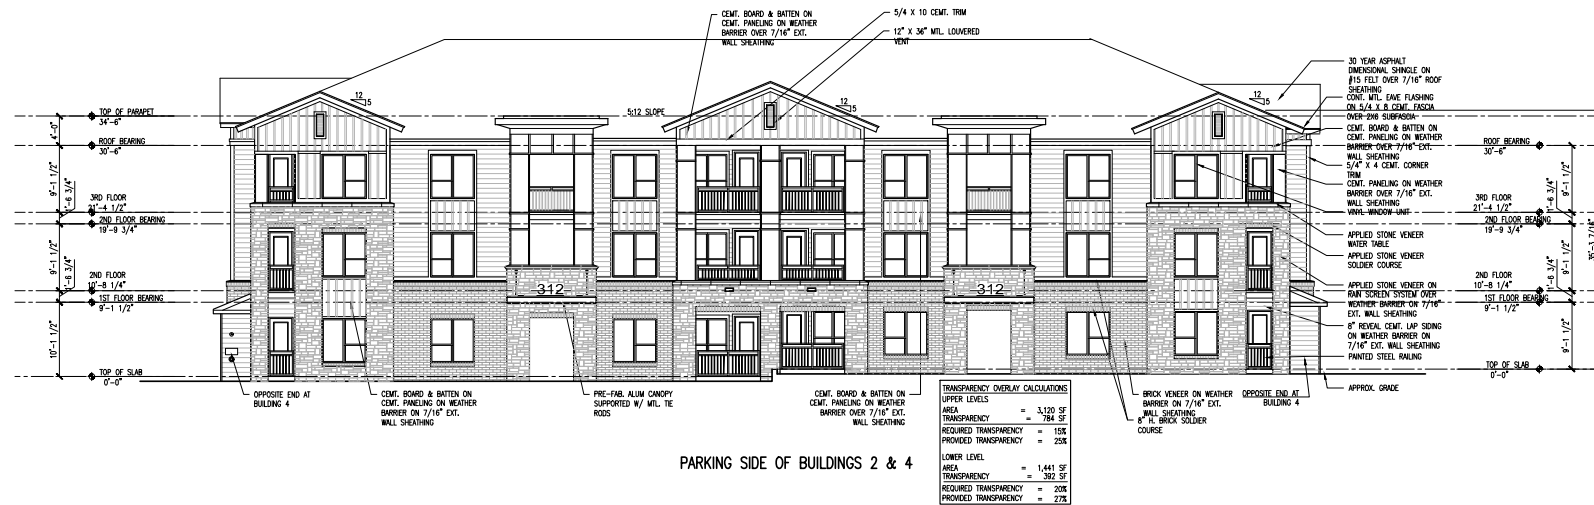 CEMT. BOARD & BATTEN ON
CEMT. PANELING ON WEATHER
BARRIER OVER 7/16" EXT.
WALL SHEATHING
5/4 X 10 CEMT. TRIM
12" X 36" MTL. LOUVERED
VENT
30 YEAR ASPHALT
DIMENSIONAL SHINGLE ON
#15 FELT OVER 7/16" ROOF
SHEATHING
CONT. MTL. EAVE FLASHING
ON 5/4 X 8 CEMT. FASCIA
OVER 2X6 SUBFASCIA
CEMT. BOARD & BATTEN ON
CEMT. PANELING ON WEATHER
BARRIER OVER 7/16" EXT.
WALL SHEATHING
5/4" X 4 CEMT. CORNER
TRIM
CEMT. PANELING ON WEATHER
BARRIER OVER 7/16" EXT.
WALL SHEATHING
VINYL WINDOW UNIT
APPLIED STONE VENEER
WATER TABLE
APPLIED STONE VENEER
SOLDIER COURSE
APPLIED STONE VENEER ON
RAIN SCREEN SYSTEM OVER
WEATHER BARRIER ON 7/16"
EXT. WALL SHEATHING
8" REVEAL CEMT. LAP SIDING
ON WEATHER BARRIER ON
7/16" EXT. WALL SHEATHING
PAINTED STEEL RAILING
APPROX. GRADE
12
5
12
5
12
5
5:12 SLOPE
TOP OF PARAPET
34'-6"
ROOF BEARING
30'-6"
3RD FLOOR
21'-4 1/2"
2ND FLOOR BEARING
19'-9 3/4"
2ND FLOOR
10'-8 1/4"
1ST FLOOR BEARING
9'-1 1/2"
TOP OF SLAB
0'-0"
4'-0"
9'-1 1/2"
1'-6 3/4"
9'-1 1/2"
1'-6 3/4"
10'-1 1/2"
312
312
ROOF BEARING
30'-6"
3RD FLOOR
21'-4 1/2"
2ND FLOOR BEARING
19'-9 3/4"
2ND FLOOR
10'-8 1/4"
1ST FLOOR BEARING
9'-1 1/2"
TOP OF SLAB
0'-0"
9'-1 1/2"
1'-6 3/4"
9'-1 1/2"
1'-6 3/4"
9'-1 1/2"
35'-3 7/16"
OPPOSITE END AT
BUILDING 4
CEMT. BOARD & BATTEN ON
CEMT. PANELING ON WEATHER
BARRIER ON 7/16" EXT.
WALL SHEATHING
PRE-FAB. ALUM CANOPY
SUPPORTED W/ MTL. TIE
RODS
CEMT. BOARD & BATTEN ON
CEMT. PANELING ON WEATHER
BARRIER OVER 7/16" EXT.
WALL SHEATHING
BRICK VENEER ON WEATHER
BARRIER ON 7/16" EXT.
WALL SHEATHING
8" H. BRICK SOLDIER
COURSE
OPPOSITE END AT
BUILDING 4
TRANSPARENCY OVERLAY CALCULATIONS
UPPER LEVELS
AREA = 3,120 SF
TRANSPARENCY = 784 SF
REQUIRED TRANSPARENCY = 15%
PROVIDED TRANSPARENCY = 25%
LOWER LEVEL
AREA = 1,441 SF
TRANSPARENCY = 392 SF
REQUIRED TRANSPARENCY = 20%
PROVIDED TRANSPARENCY = 27%
PARKING SIDE OF BUILDINGS 2 & 4